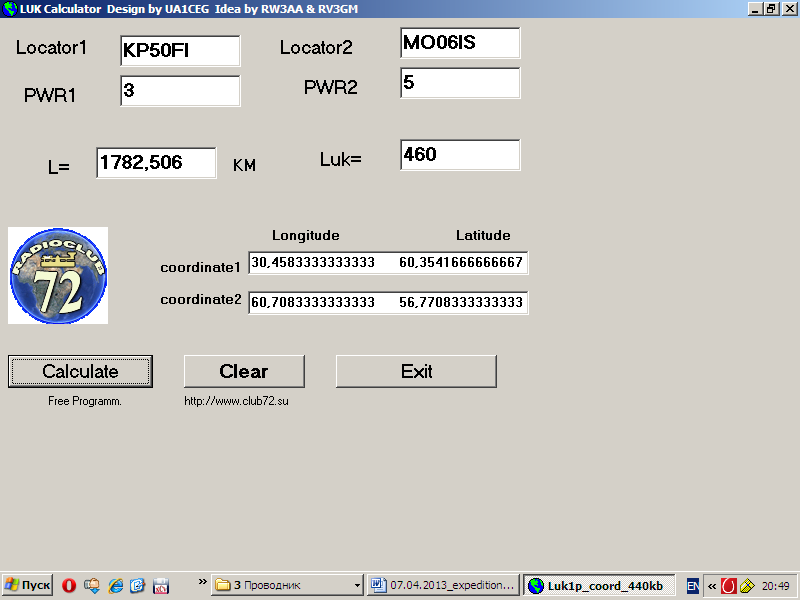 LUK Calculator Design by UA1CEG Idea by RW3AA & RV3GM
Locator1 KP50FI Locator2 MO06IS
PWR1 3 PWR2 5
L= 1782,506 KM Luk= 460
Longitude Latitude
coordinate1 30,4583333333333 60,3541666666667
coordinate2 60,7083333333333 56,7708333333333
RADIOCLUB
72
Calculate Clear Exit
Free Programm. http://www.club72.su
Пуск » 3 Проводник 07.04.2013_expedition... Luk1p_coord_440kb EN « 20:49